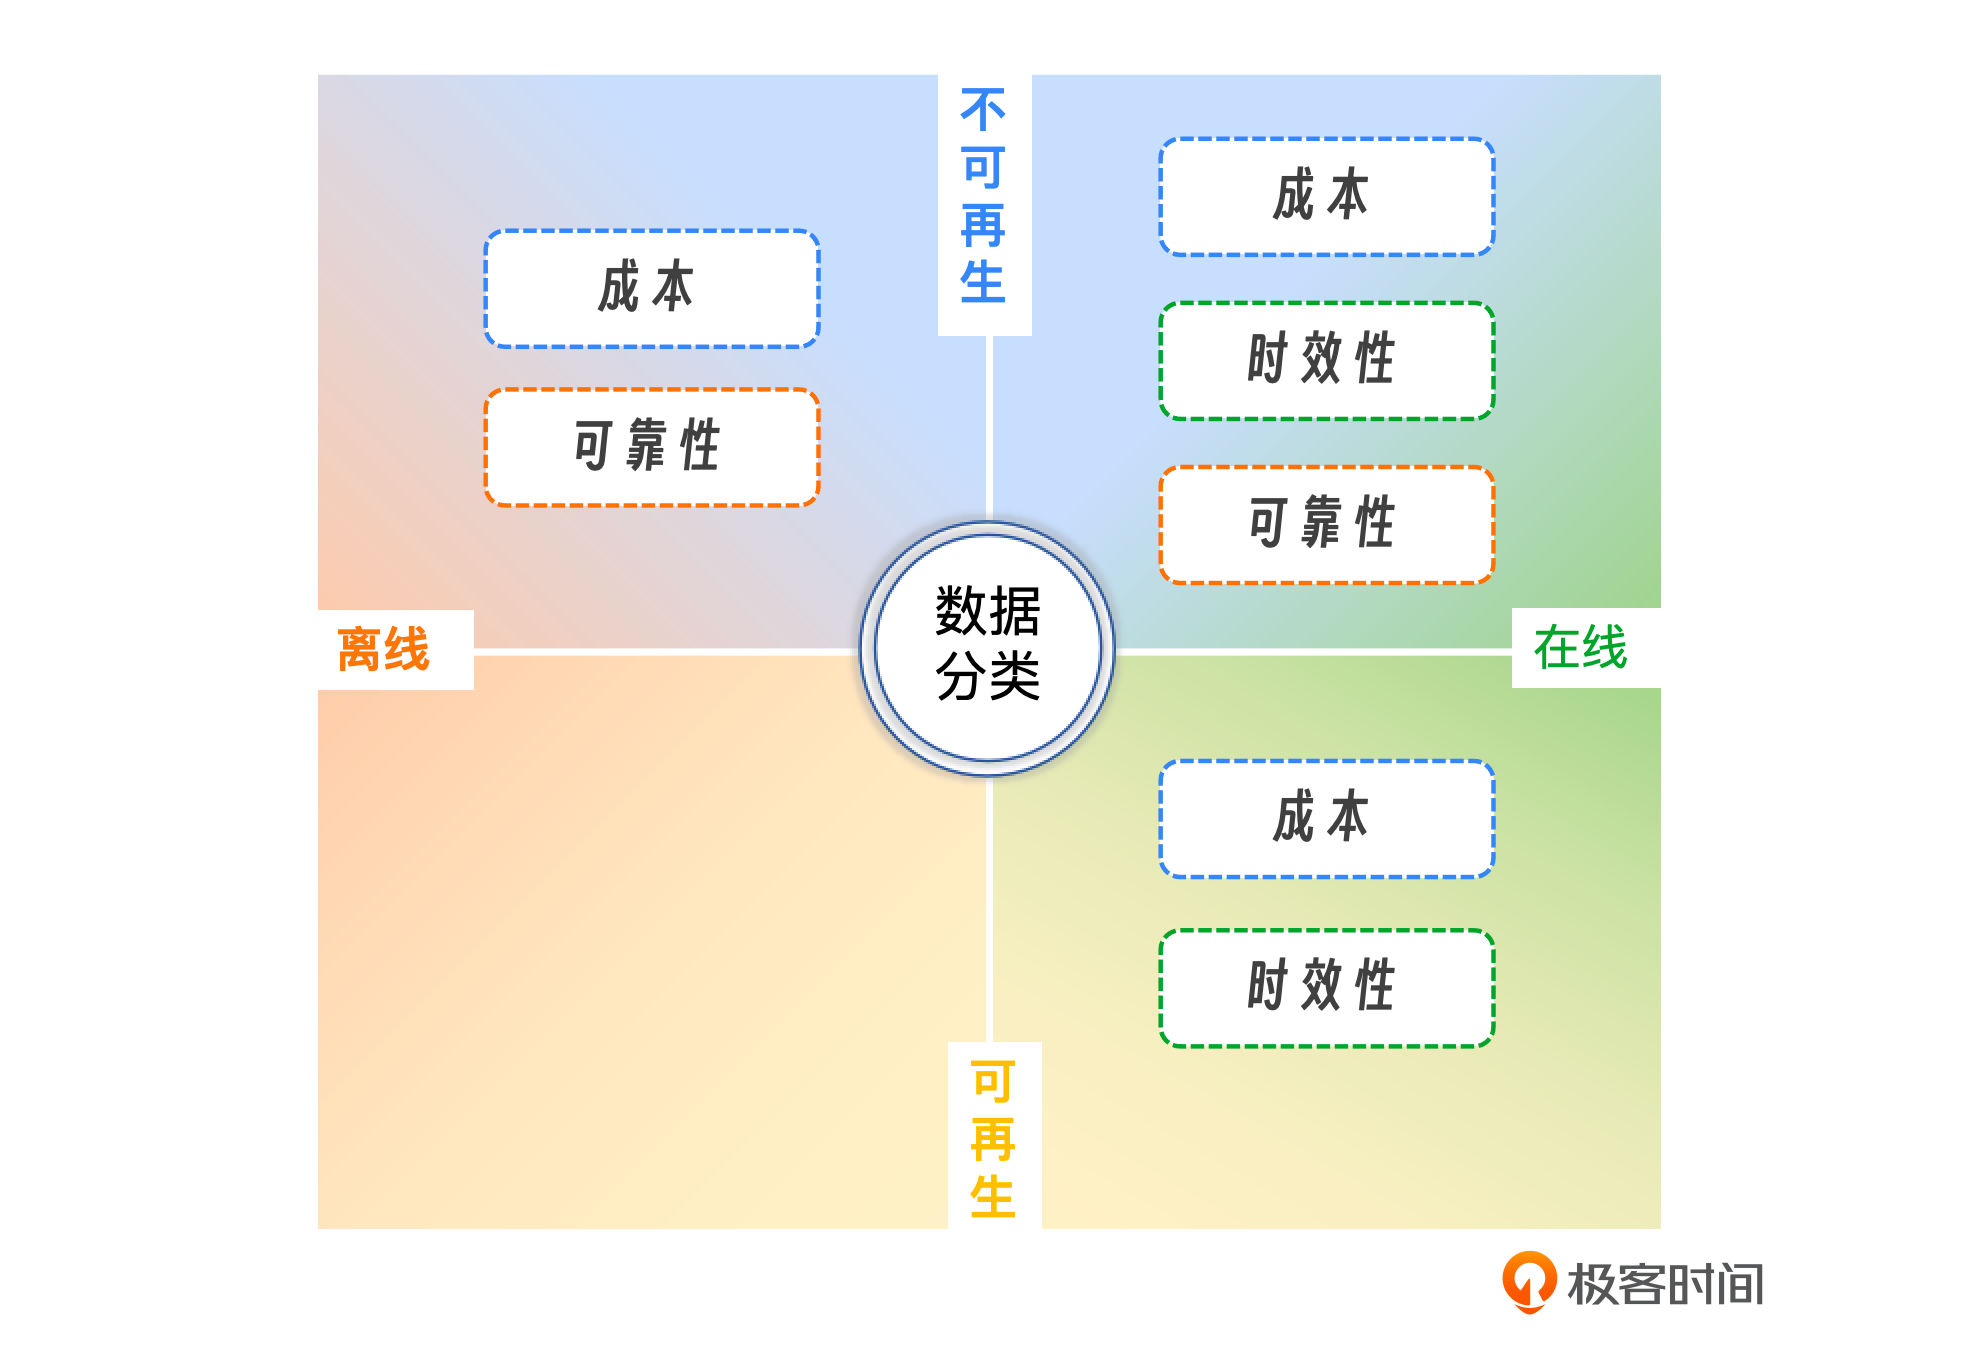 不可再生
成本
可靠性
成本
时效性
可靠性
离线
数据
分类
在线
成本
时效性
可再生
极客时间